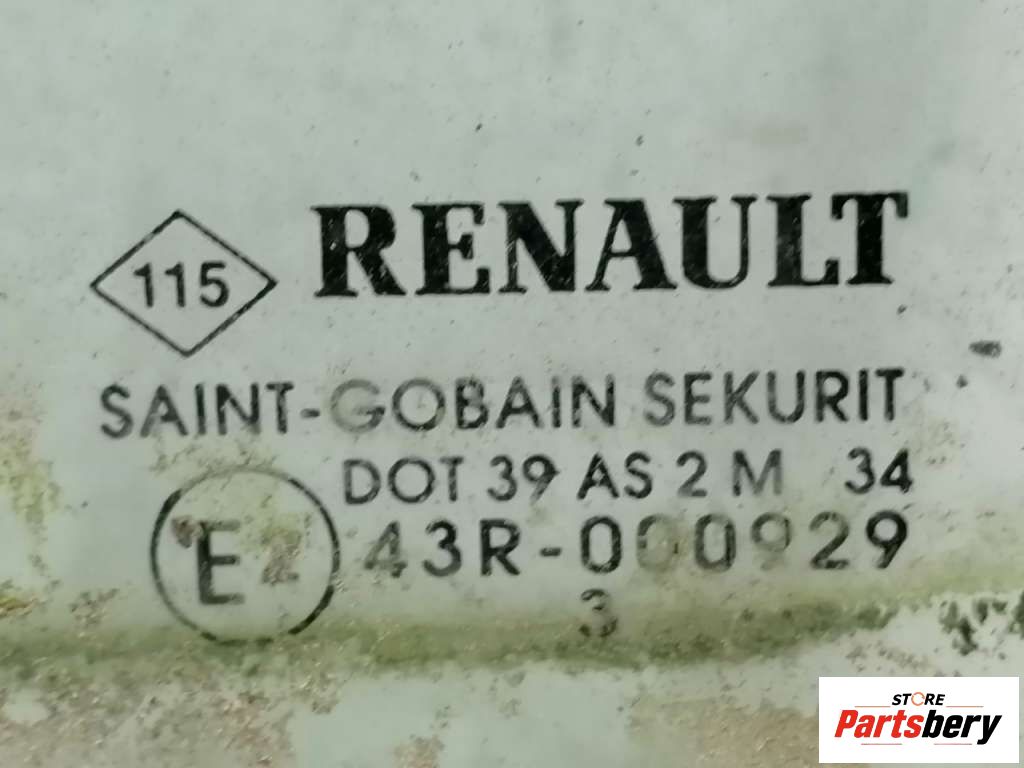 115 RENAULT
SAINT-GOBAIN SEKURIT
DOT 39 AS 2 M 34
E2 43R-000929
3
STORE
Partsbery